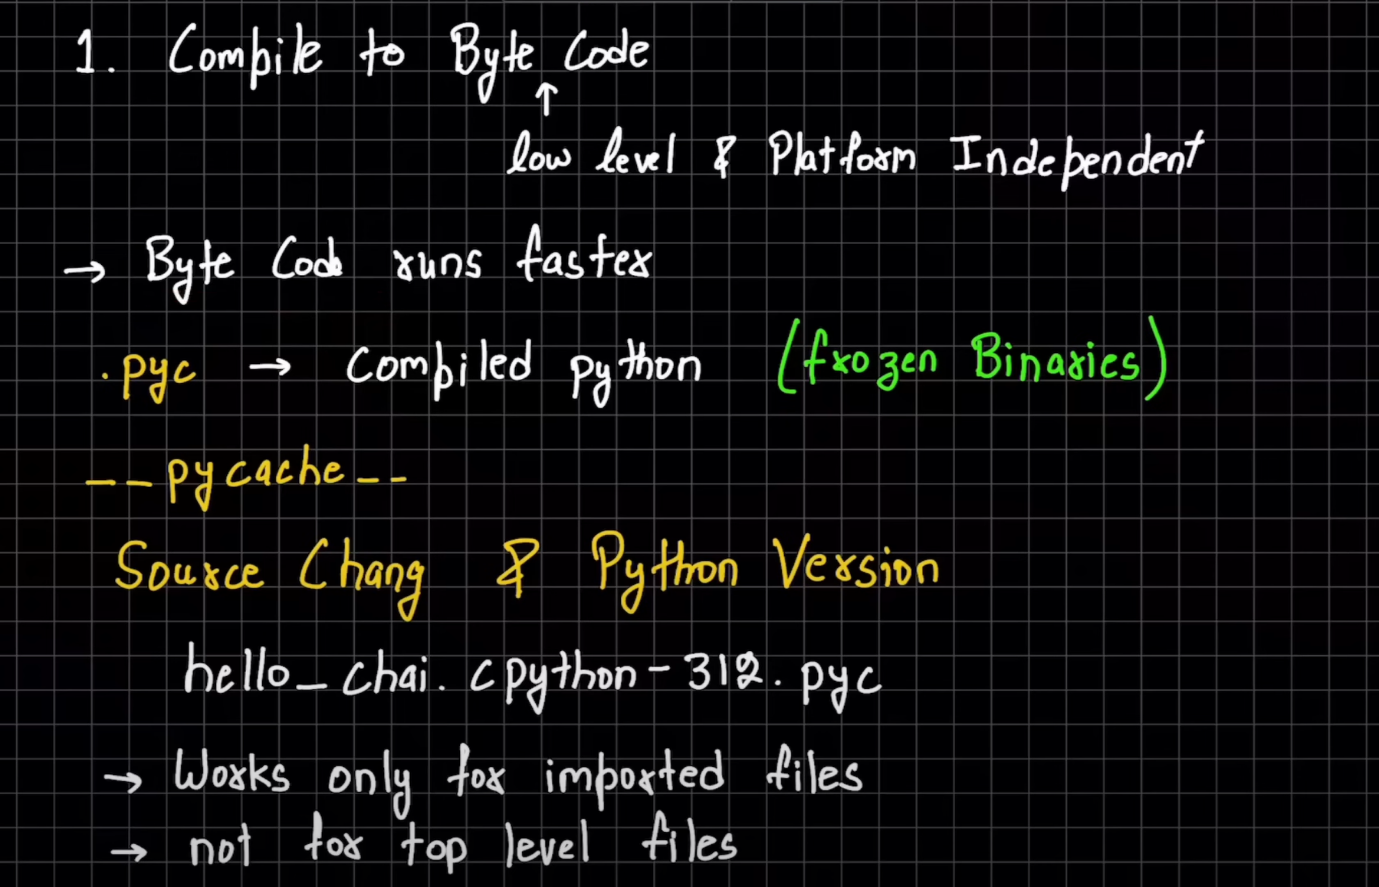 1. Compile to Byte Code
↑
low level & Platform Independent
→ Byte Code runs faster
.pyc → Compiled python (frozen Binaries)
--pycache--
Source Chang & Python Version
hello_chai.cpython-312.pyc
→ Works only for imported files
→ not for top level files